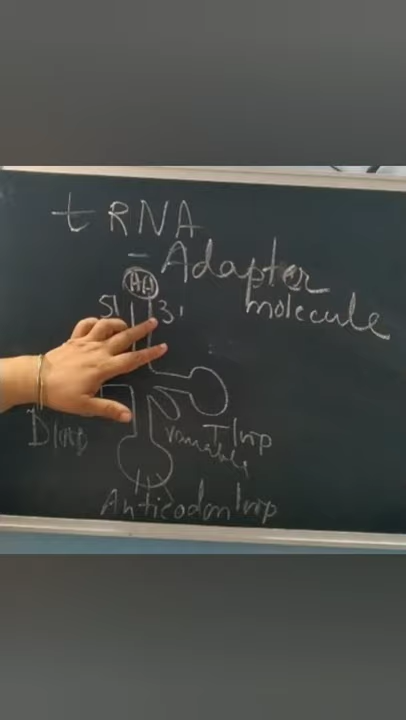 tRNA
- Adapter
molecule
AA
5' 3'
D loop
variable
T loop
Anticodon loop